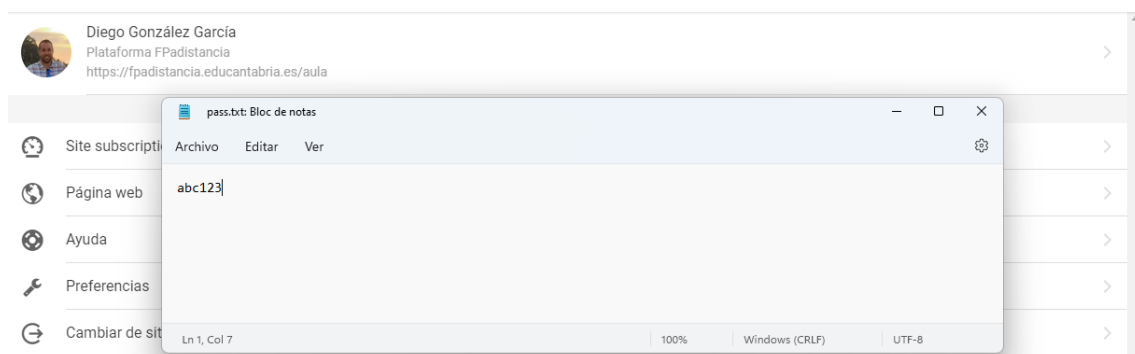 Diego González García
Plataforma FPadistancia
https://fpadistancia.educantabria.es/aula
pass.txt: Bloc de notas
Archivo Editar Ver
abc123
Site subscripti
Página web
Ayuda
Preferencias
Cambiar de sit
Ln 1, Col 7 100% Windows (CRLF) UTF-8